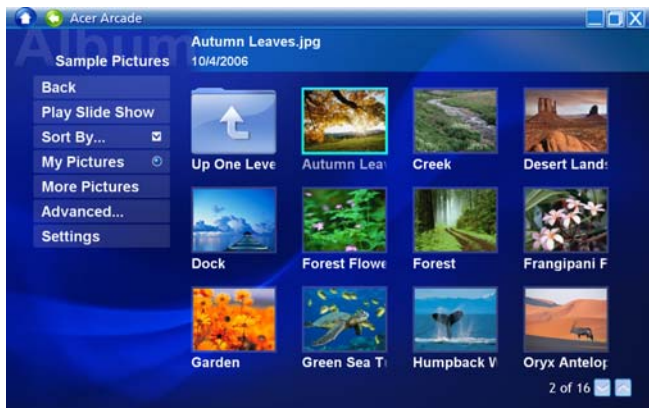 Acer Arcade
Album
Autumn Leaves.jpg
Sample Pictures
10/4/2006
Back
Play Slide Show
Sort By...
My Pictures
More Pictures
Advanced...
Settings
Up One Leve
Autumn Leav
Creek
Desert Lands
Dock
Forest Flowe
Forest
Frangipani F
Garden
Green Sea T
Humpback W
Oryx Antelop
2 of 16